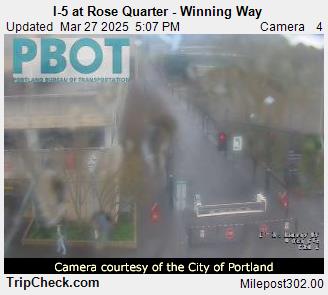 I-5 at Rose Quarter - Winning Way
Updated Mar 27 2025 5:07 PM Camera 4
PBOT
PORTLAND BUREAU OF TRANSPORTATION
Camera courtesy of the City of Portland
TripCheck.com Milepost302.00